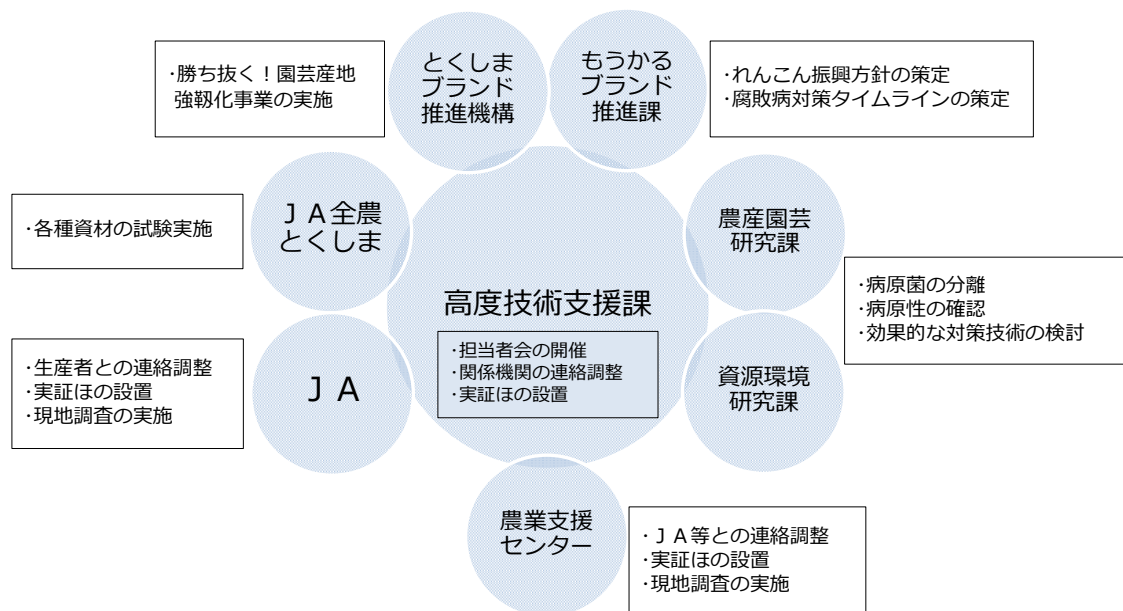 とくしま
ブランド
推進機構
もうかる
ブランド
推進課
・勝ち抜く！園芸産地
強靱化事業の実施
・れんこん振興方針の策定
・腐敗病対策タイムラインの策定
ＪＡ全農
とくしま
・各種資材の試験実施
農産園芸
研究課
・病原菌の分離
・病原性の確認
・効果的な対策技術の検討
高度技術支援課
・担当者会の開催
・関係機関の連絡調整
・実証ほの設置
ＪＡ
・生産者との連絡調整
・実証ほの設置
・現地調査の実施
資源環境
研究課
農業支援
センター
・ＪＡ等との連絡調整
・実証ほの設置
・現地調査の実施